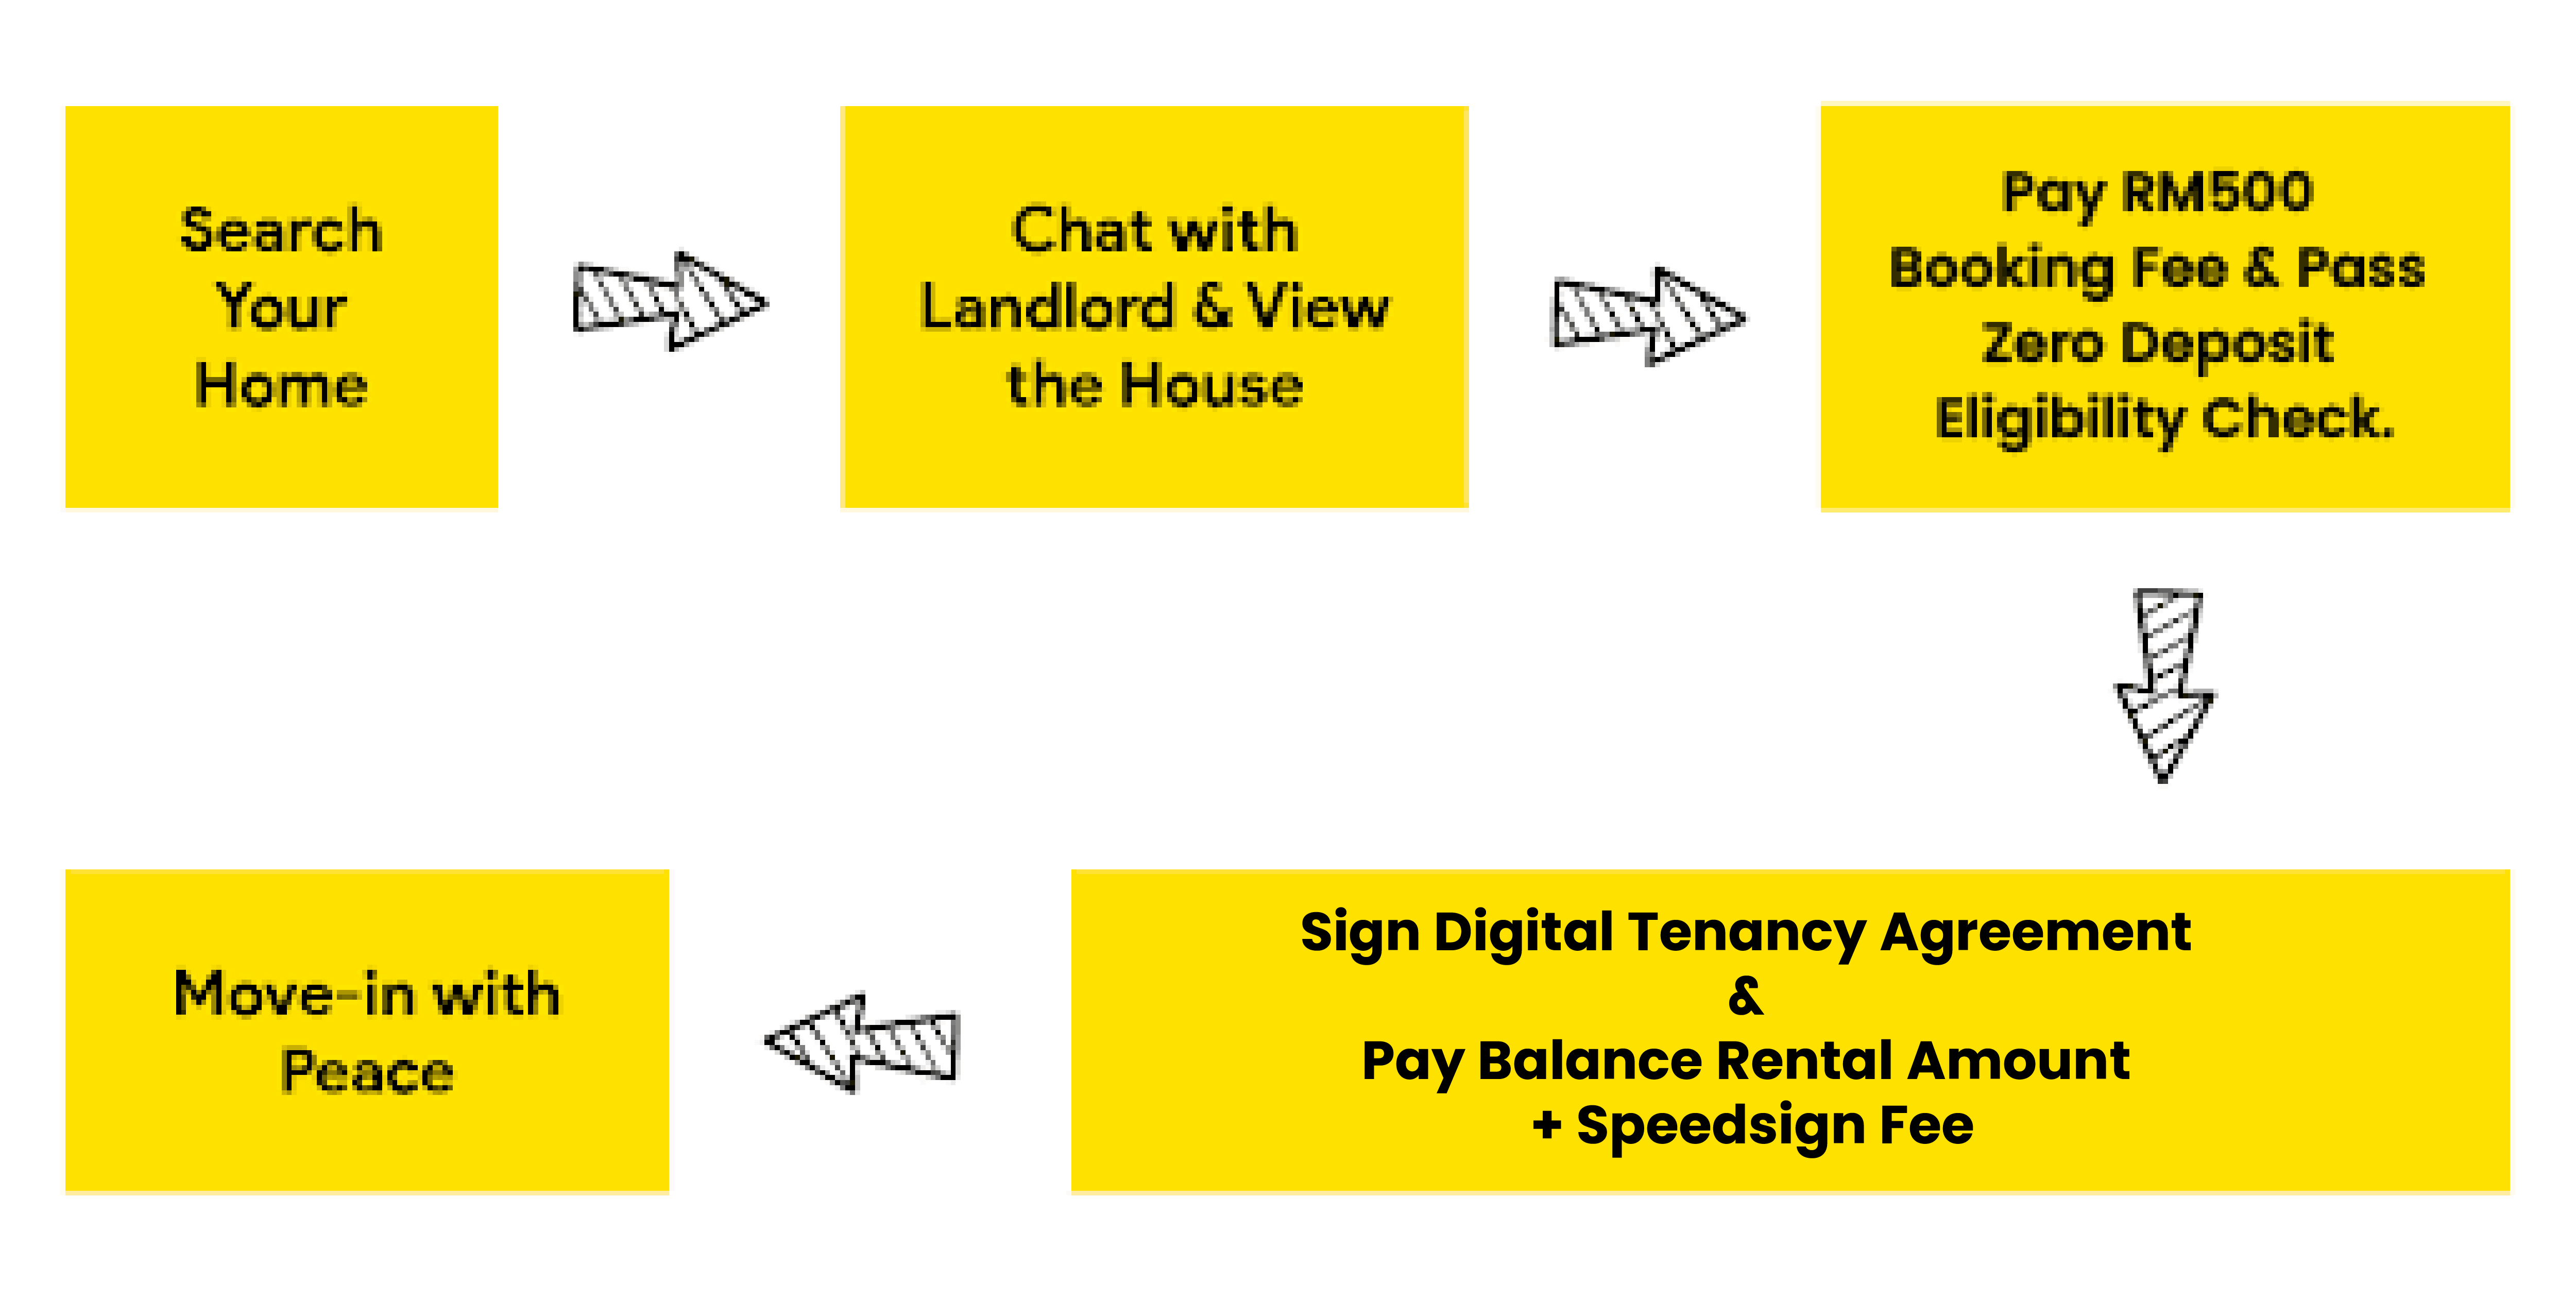 Search
Your
Home
Chat with
Landlord & View
the House
Pay RM500
Booking Fee & Pass
Zero Deposit
Eligibility Check.
Sign Digital Tenancy Agreement
&
Pay Balance Rental Amount
+ Speedsign Fee
Move-in with
Peace